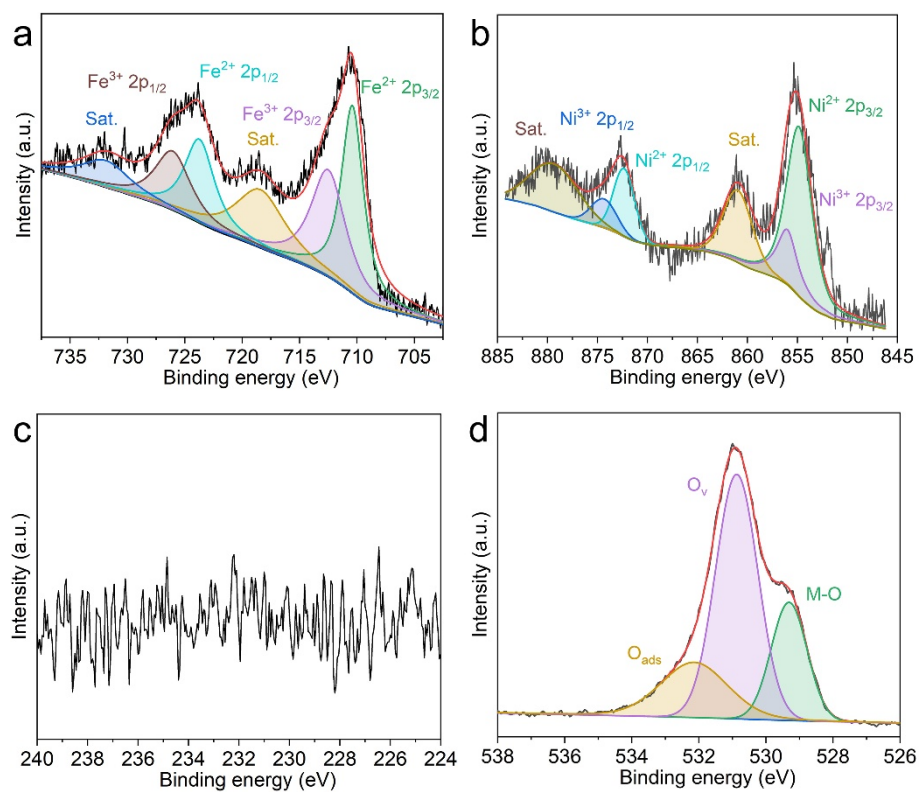 a
Fe³⁺ 2p₁/₂
Fe²⁺ 2p₁/₂
Fe²⁺ 2p₃/₂
Sat.
Fe³⁺ 2p₃/₂
Sat.
Intensity (a.u.)
735 730 725 720 715 710 705
Binding energy (eV)
b
Sat.
Ni³⁺ 2p₁/₂
Ni²⁺ 2p₁/₂
Sat.
Ni²⁺ 2p₃/₂
Ni³⁺ 2p₃/₂
Intensity (a.u.)
885 880 875 870 865 860 855 850 845
Binding energy (eV)
c
Intensity (a.u.)
240 238 236 234 232 230 228 226 224
Binding energy (eV)
d
Oᵥ
M-O
Oₐdₛ
Intensity (a.u.)
538 536 534 532 530 528 526
Binding energy (eV)